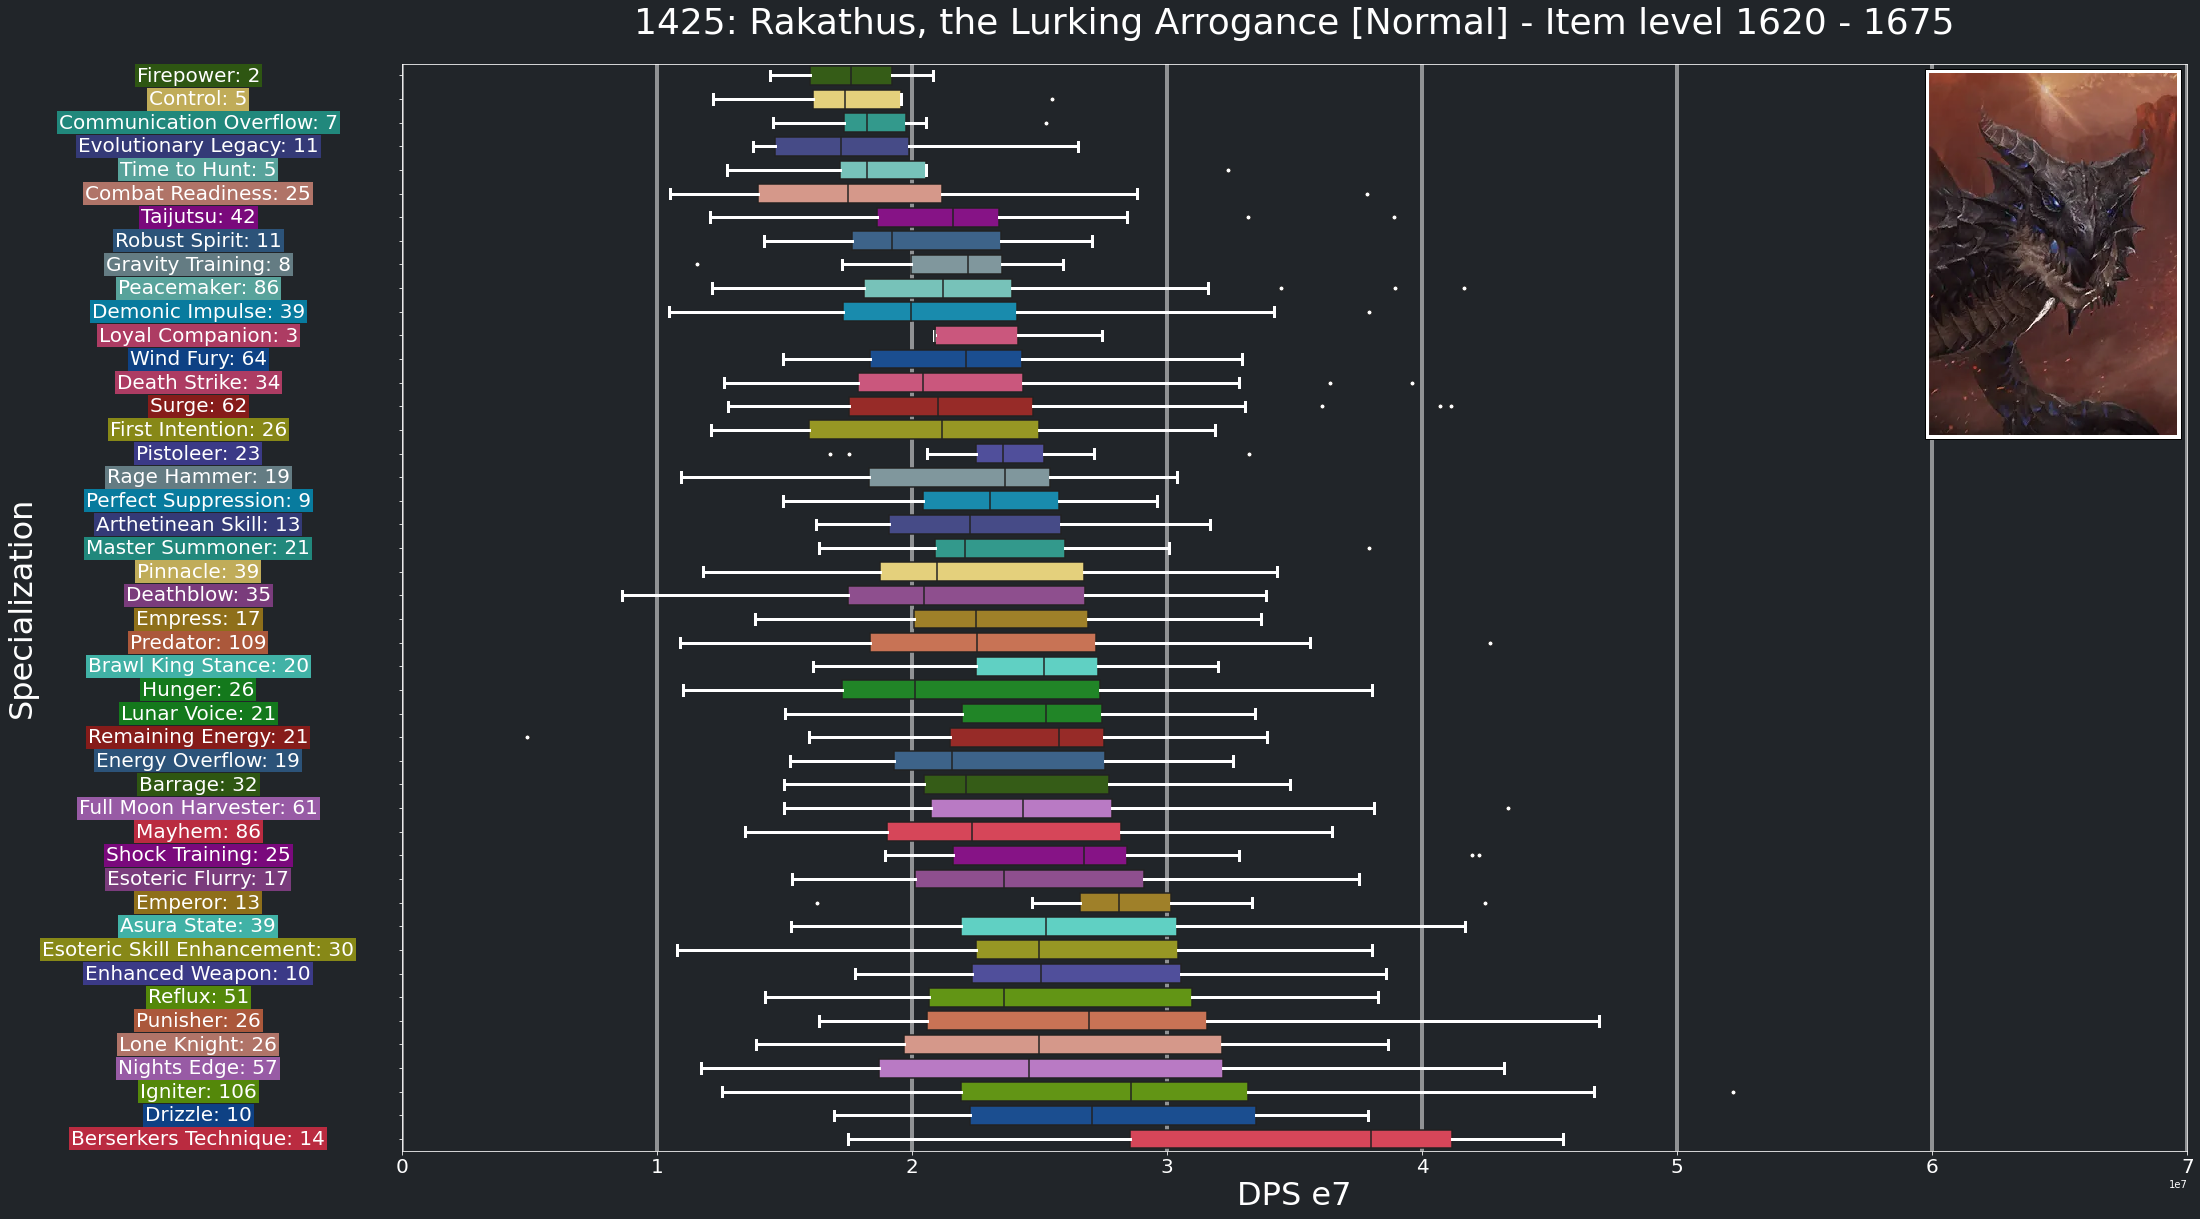 1425: Rakathus, the Lurking Arrogance [Normal] - Item level 1620 - 1675
Firepower: 2
Control: 5
Communication Overflow: 7
Evolutionary Legacy: 11
Time to Hunt: 5
Combat Readiness: 25
Taijutsu: 42
Robust Spirit: 11
Gravity Training: 8
Peacemaker: 86
Demonic Impulse: 39
Loyal Companion: 3
Wind Fury: 64
Death Strike: 34
Surge: 62
First Intention: 26
Pistoleer: 23
Rage Hammer: 19
Perfect Suppression: 9
Arthetinean Skill: 13
Master Summoner: 21
Pinnacle: 39
Deathblow: 35
Empress: 17
Predator: 109
Brawl King Stance: 20
Hunger: 26
Lunar Voice: 21
Remaining Energy: 21
Energy Overflow: 19
Barrage: 32
Full Moon Harvester: 61
Mayhem: 86
Shock Training: 25
Esoteric Flurry: 17
Emperor: 13
Asura State: 39
Esoteric Skill Enhancement: 30
Enhanced Weapon: 10
Reflux: 51
Punisher: 26
Lone Knight: 26
Nights Edge: 57
Igniter: 106
Drizzle: 10
Berserkers Technique: 14
Specialization
0 1 2 3 4 5 6 7
1e7
DPS e7